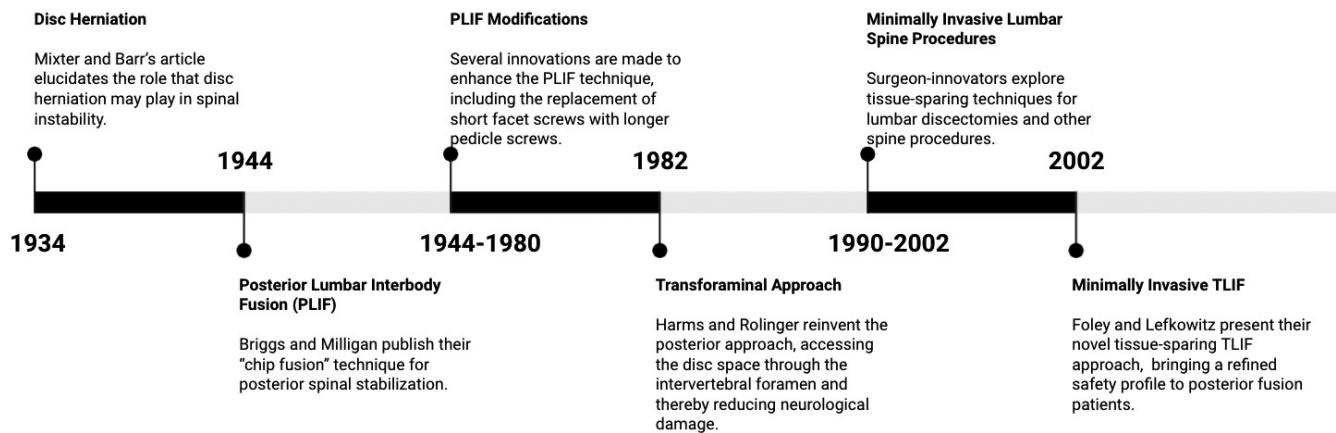 Disc Herniation
Mixter and Barr’s article
elucidates the role that disc
herniation may play in spinal
instability.
1934
1944
Posterior Lumbar Interbody
Fusion (PLIF)
Briggs and Milligan publish their
“chip fusion” technique for
posterior spinal stabilization.
PLIF Modifications
Several innovations are made to
enhance the PLIF technique,
including the replacement of
short facet screws with longer
pedicle screws.
1944-1980
1982
Transforaminal Approach
Harms and Rolinger reinvent the
posterior approach, accessing
the disc space through the
intervertebral foramen and
thereby reducing neurological
damage.
Minimally Invasive Lumbar
Spine Procedures
Surgeon-innovators explore
tissue-sparing techniques for
lumbar discectomies and other
spine procedures.
1990-2002
2002
Minimally Invasive TLIF
Foley and Lefkowitz present their
novel tissue-sparing TLIF
approach,  bringing a refined
safety profile to posterior fusion
patients.